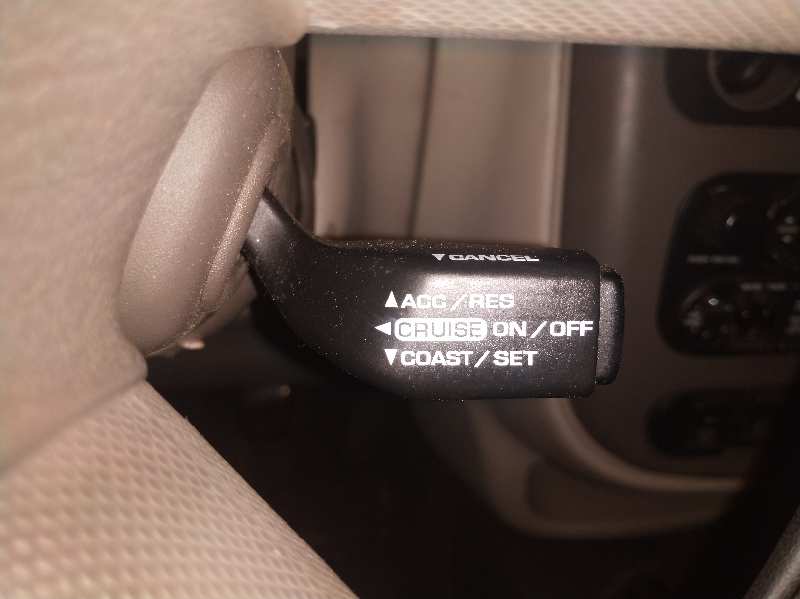 ▼CANCEL
▲ACC/RES
◀CRUISE ON/OFF
▼COAST/SET